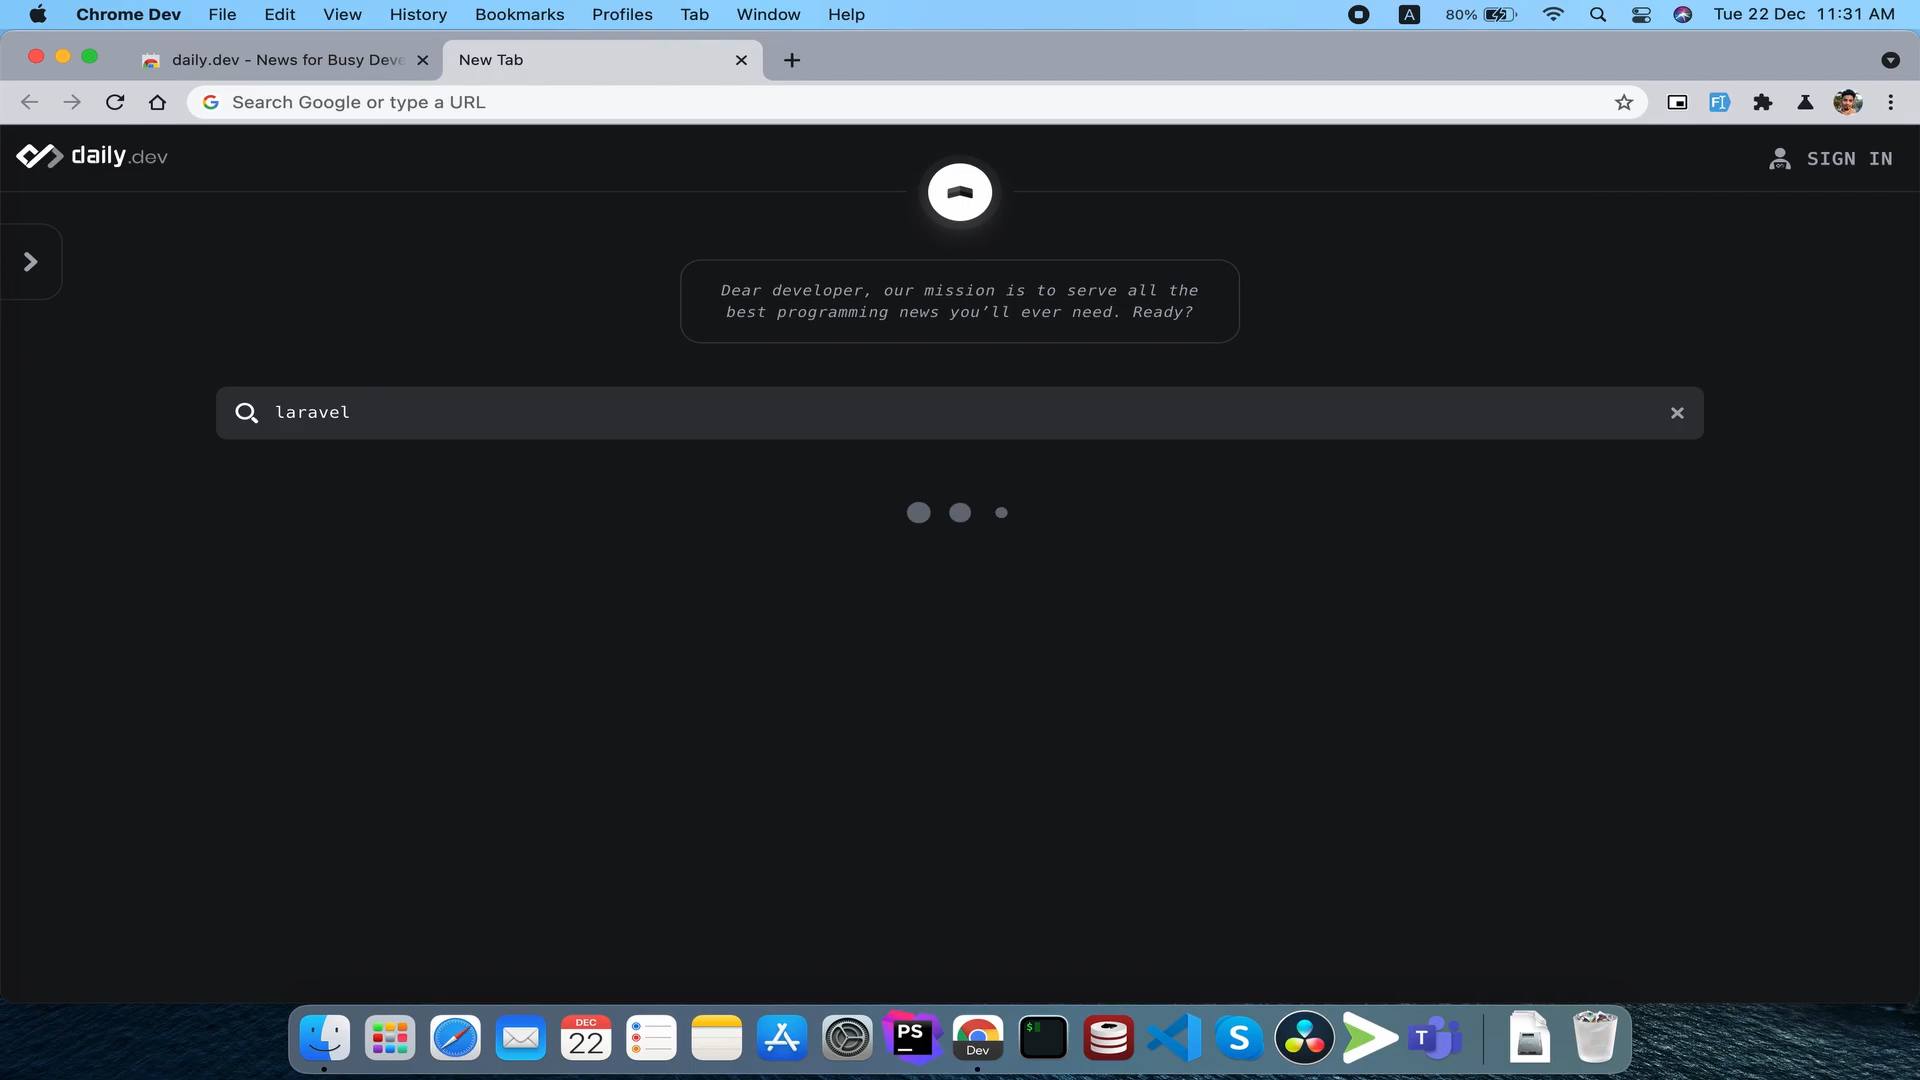 Chrome Dev File Edit View History Bookmarks Profiles Tab Window Help A 80% Tue 22 Dec 11:31 AM
daily.dev - News for Busy Deve New Tab
Search Google or type a URL FI
daily.dev SIGN IN
Dear developer, our mission is to serve all the
best programming news you’ll ever need. Ready?
laravel
DEC
22
PS
Dev
$
S
T